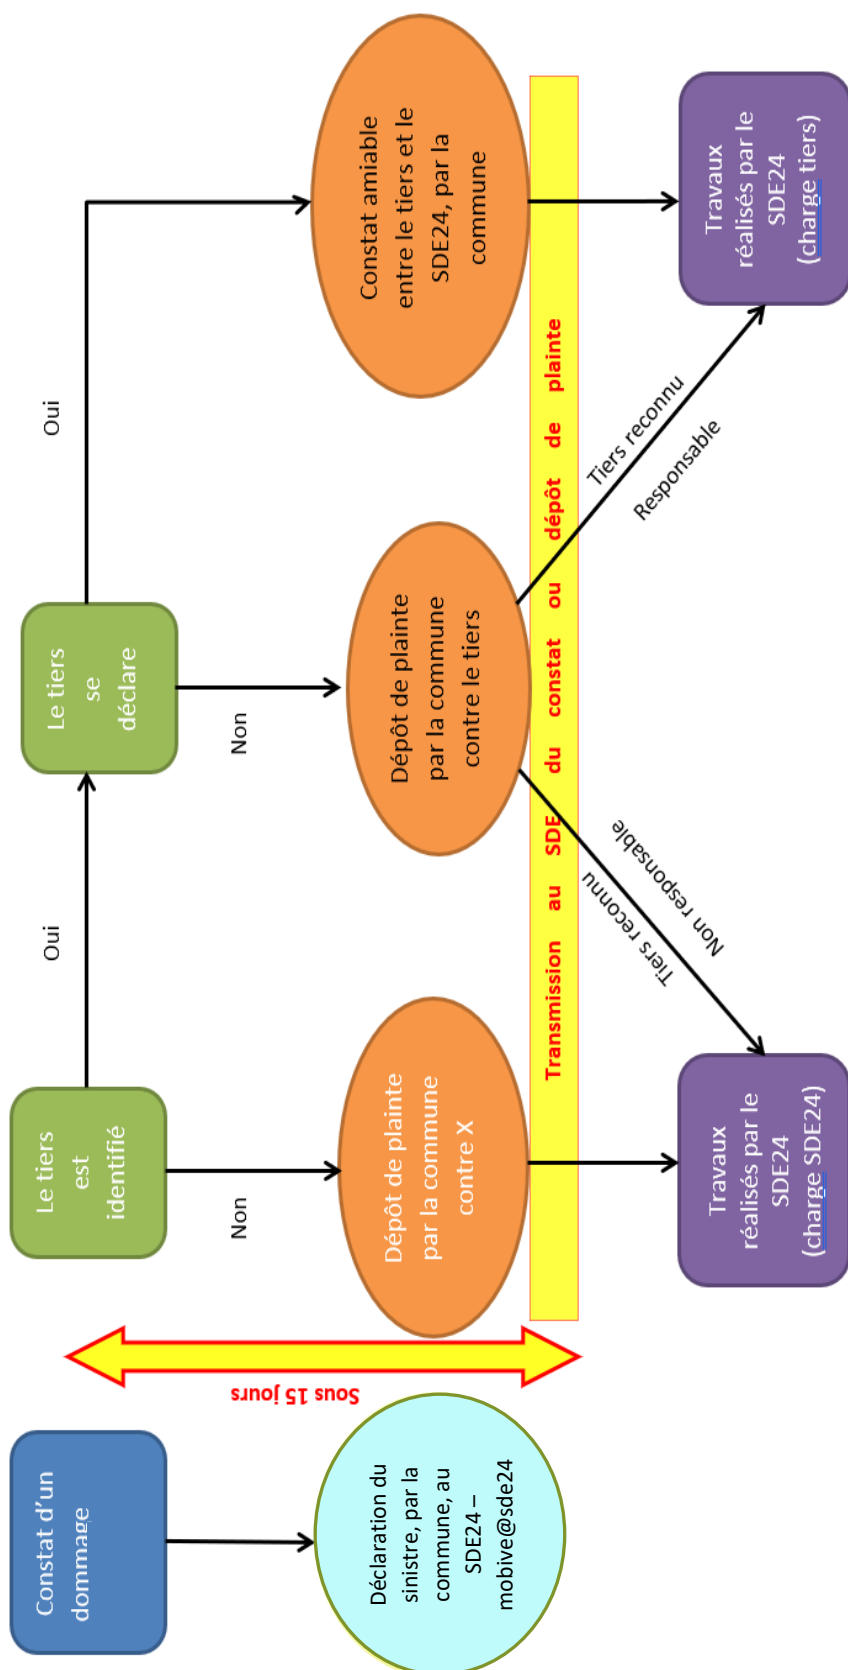 Constat d'un
dommage
Déclaration du
sinistre, par la
commune, au
SDE24 –
mobive@sde24
Sous 15 jours
Le tiers
est
identifié
Oui
Non
Le tiers
se
déclare
Oui
Non
Dépôt de plainte
par la commune
contre X
Dépôt de plainte
par la commune
contre le tiers
Constat amiable
entre le tiers et le
SDE24, par la
commune
Transmission au SDE du constat ou dépôt de plainte
Tiers reconnu
Non responsable
Tiers reconnu
Responsable
Travaux
réalisés par le
SDE24
(charge SDE24)
Travaux
réalisés par le
SDE24
(charge tiers)